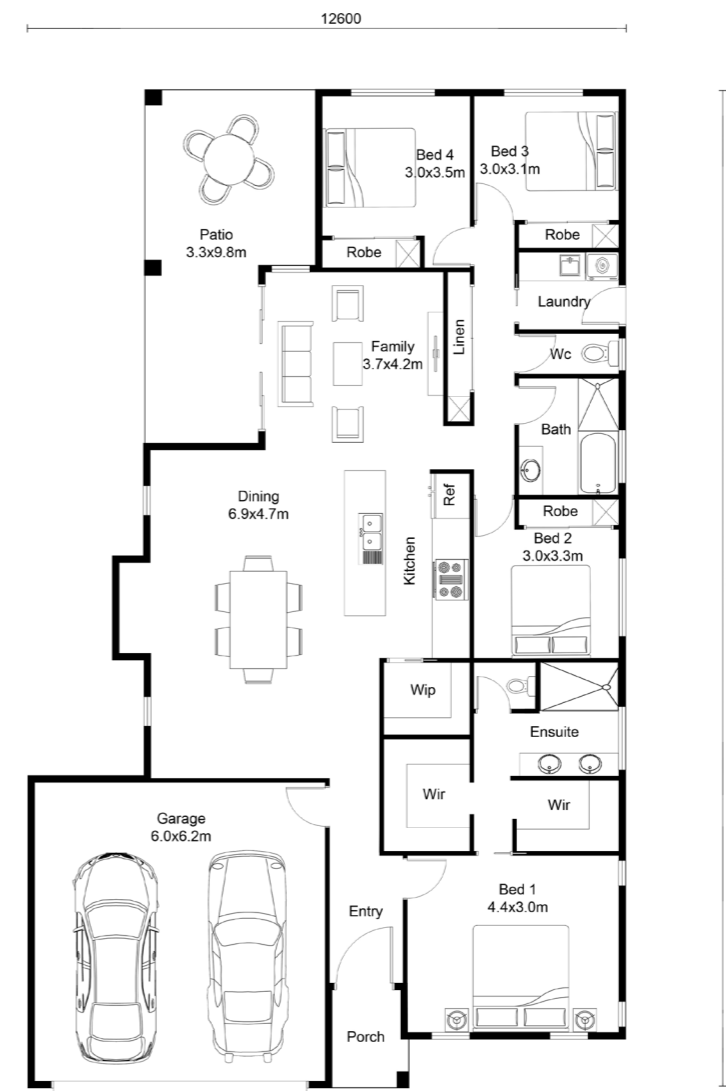 12600
Bed 4
3.0x3.5m
Bed 3
3.0x3.1m
Patio
3.3x9.8m
Robe
Robe
Laundry
Linen
Family
3.7x4.2m
Wc
Bath
Dining
6.9x4.7m
Ref
Kitchen
Robe
Bed 2
3.0x3.3m
Wip
Ensuite
Wir
Wir
Garage
6.0x6.2m
Bed 1
4.4x3.0m
Entry
Porch